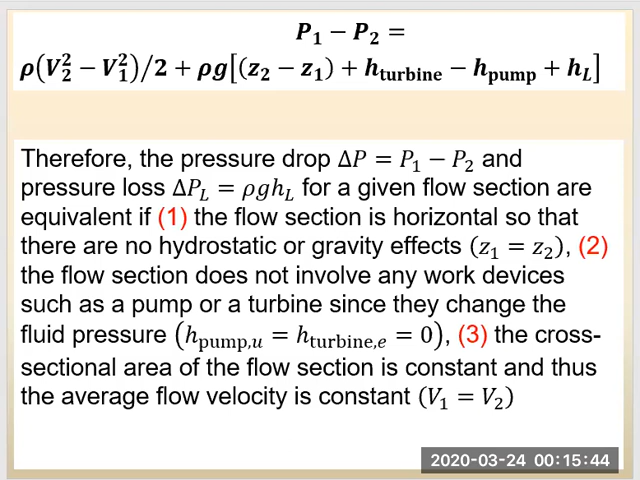 P₁ − P₂ =
ρ(V₂² − V₁²)/2 + ρg[(z₂ − z₁) + h_turbine − h_pump + h_L]
Therefore, the pressure drop ΔP = P₁ − P₂ and
pressure loss ΔP_L = ρgh_L for a given flow section are
equivalent if (1) the flow section is horizontal so that
there are no hydrostatic or gravity effects (z₁ = z₂), (2)
the flow section does not involve any work devices
such as a pump or a turbine since they change the
fluid pressure (h_pump,u = h_turbine,e = 0), (3) the cross-
sectional area of the flow section is constant and thus
the average flow velocity is constant (V₁ = V₂)
2020-03-24 00:15:44